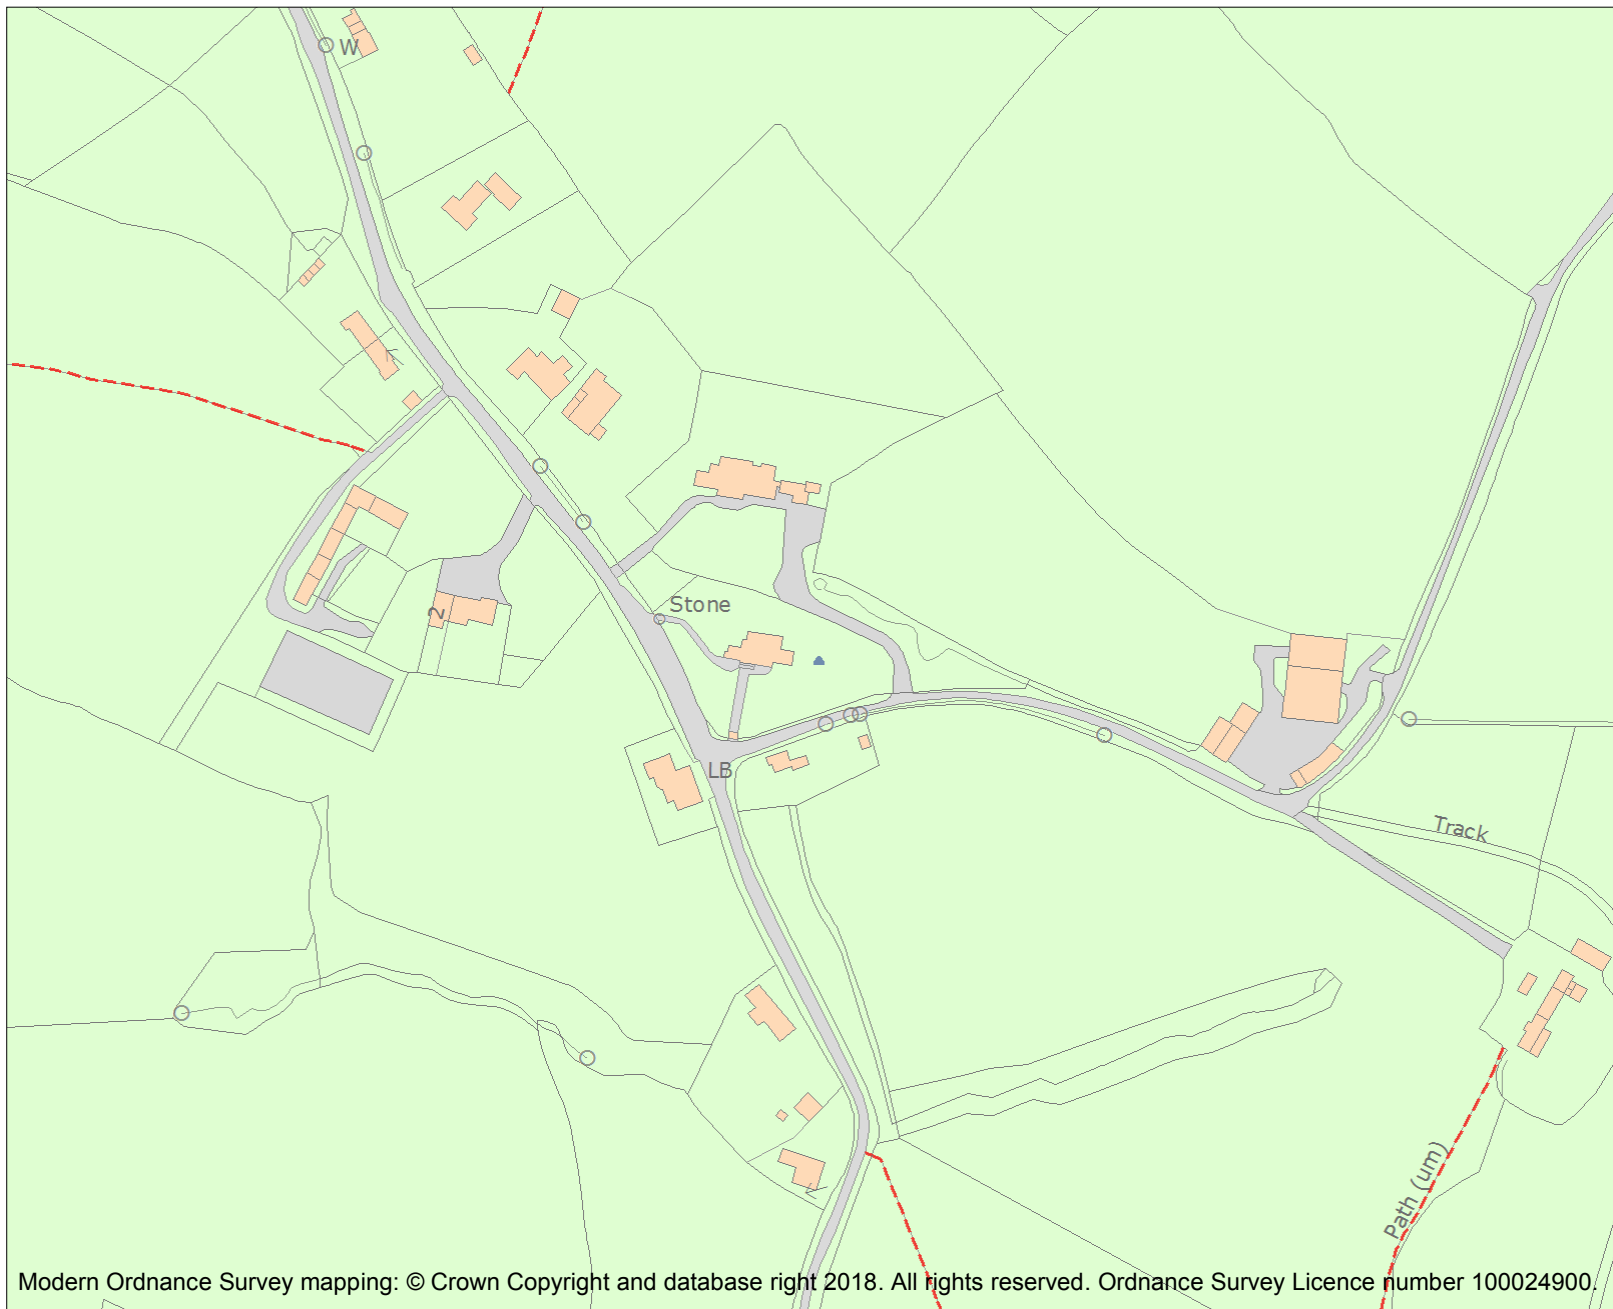 W
Stone
2
LB
Track
Path (um)
Modern Ordnance Survey mapping: © Crown Copyright and database right 2018. All rights reserved. Ordnance Survey Licence number 100024900.